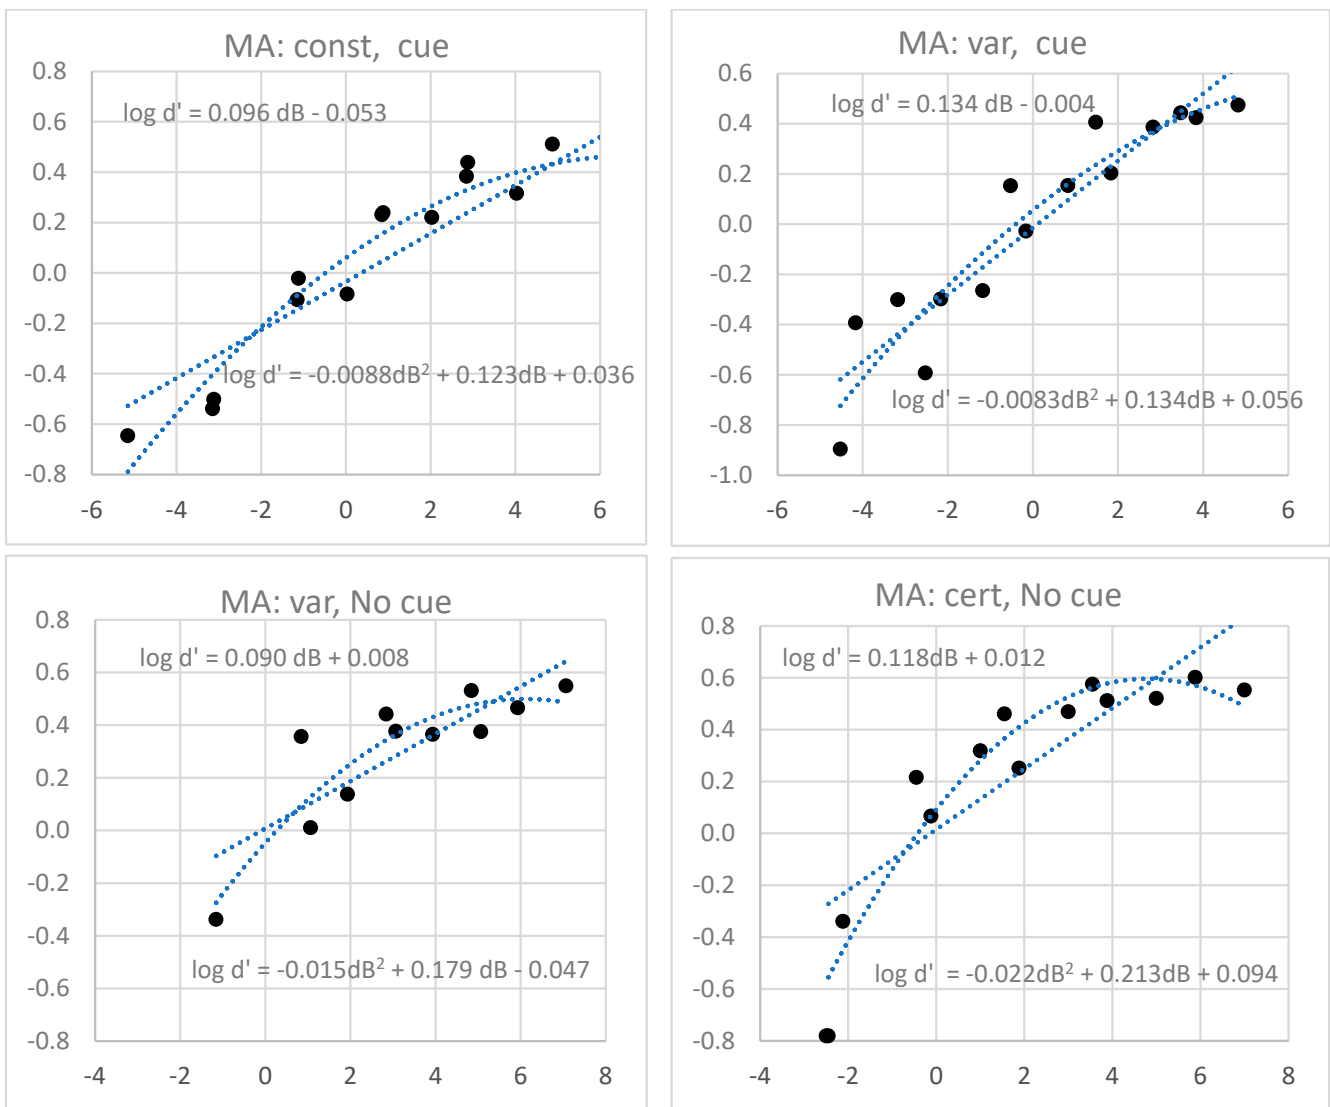 MA: const,  cue
0.8
log d' = 0.096 dB - 0.053
0.6
0.4
0.2
0.0
-0.2
-0.4
log d' = -0.0088dB² + 0.123dB + 0.036
-0.6
-0.8
-6 -4 -2 0 2 4 6
MA: var,  cue
0.6
log d' = 0.134 dB - 0.004
0.4
0.2
0.0
-0.2
-0.4
-0.6
log d' = -0.0083dB² + 0.134dB + 0.056
-0.8
-1.0
-6 -4 -2 0 2 4 6
MA: var, No cue
0.8
log d' = 0.090 dB + 0.008
0.6
0.4
0.2
0.0
-0.2
-0.4
log d' = -0.015dB² + 0.179 dB - 0.047
-0.6
-0.8
-4 -2 0 2 4 6 8
MA: cert, No cue
0.8
log d' = 0.118dB + 0.012
0.6
0.4
0.2
0.0
-0.2
-0.4
log d'  = -0.022dB² + 0.213dB + 0.094
-0.6
-0.8
-4 -2 0 2 4 6 8